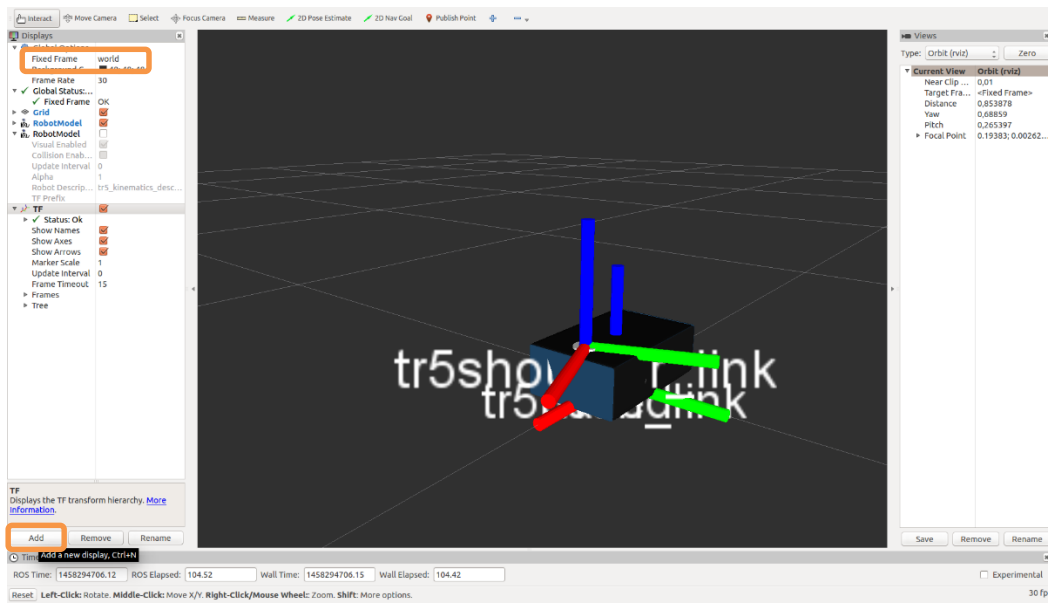 Interact Move Camera Select Focus Camera Measure 2D Pose Estimate 2D Nav Goal Publish Point
Displays
Global Options
Fixed Frame world
Frame Rate 30
Global Status:...
Fixed Frame OK
Grid
RobotModel
RobotModel
Visual Enabled
Collision Enab...
Update Interval 0
Alpha 1
Robot Descrip... tr5_kinematics_desc...
TF Prefix
TF
Status: Ok
Show Names
Show Axes
Show Arrows
Marker Scale 1
Update Interval 0
Frame Timeout 15
Frames
Tree
TF
Displays the TF transform hierarchy. More
Information.
Add Remove Rename
Add a new display, Ctrl+N
Views
Type: Orbit (rviz) Zero
Current View Orbit (rviz)
Near Clip ... 0,01
Target Fra... <Fixed Frame>
Distance 0,853878
Yaw 0,68859
Pitch 0,265397
Focal Point 0.19383; 0.00262...
Save Remove Rename
ROS Time: 1458294706.12 ROS Elapsed: 104.52 Wall Time: 1458294706.15 Wall Elapsed: 104.42 Experimental
Reset Left-Click: Rotate. Middle-Click: Move X/Y. Right-Click/Mouse Wheel: Zoom. Shift: More options. 30 fp